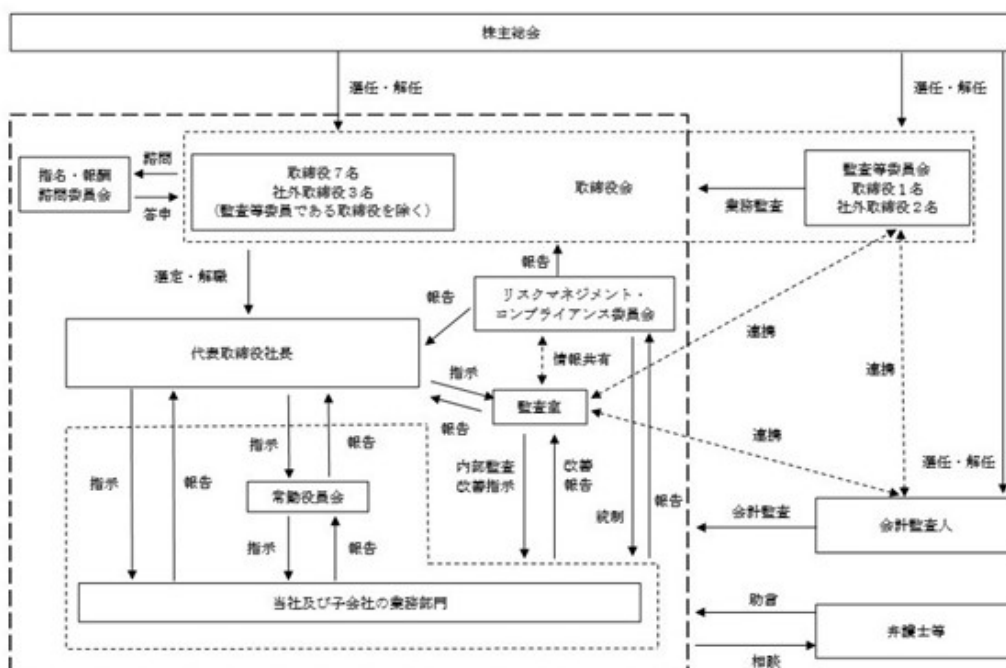 株主総会
選任・解任
選任・解任
指名・報酬
諮問委員会
諮問
答申
取締役7名
社外取締役3名
(監査等委員である取締役を除く)
取締役会
業務監査
監査等委員会
取締役1名
社外取締役2名
選定・解職
報告
報告
リスクマネジメント・
コンプライアンス委員会
代表取締役社長
情報共有
連携
連携
指示
監査室
報告
連携
指示
報告
指示
報告
内部監査
改善指示
改善
報告
統制
報告
選任・解任
常勤役員会
会計監査
会計監査人
指示
報告
当社及び子会社の業務部門
助言
弁護士等
相談